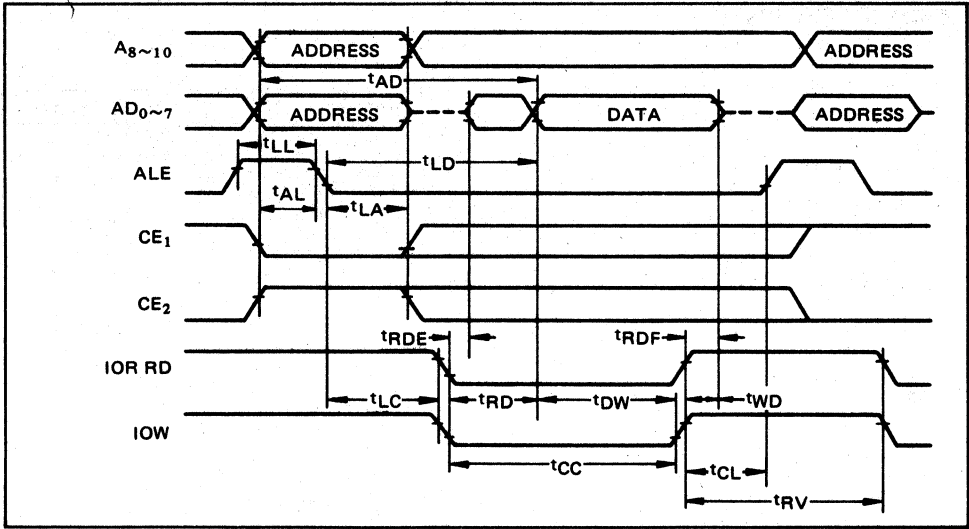 A8~10 ADDRESS ADDRESS
tAD
AD0~7 ADDRESS DATA ADDRESS
tLL tLD
ALE
tAL tLA
CE1
CE2
tRDE tRDF
IOR RD
tLC tRD tDW tWD
IOW
tCC tCL
tRV